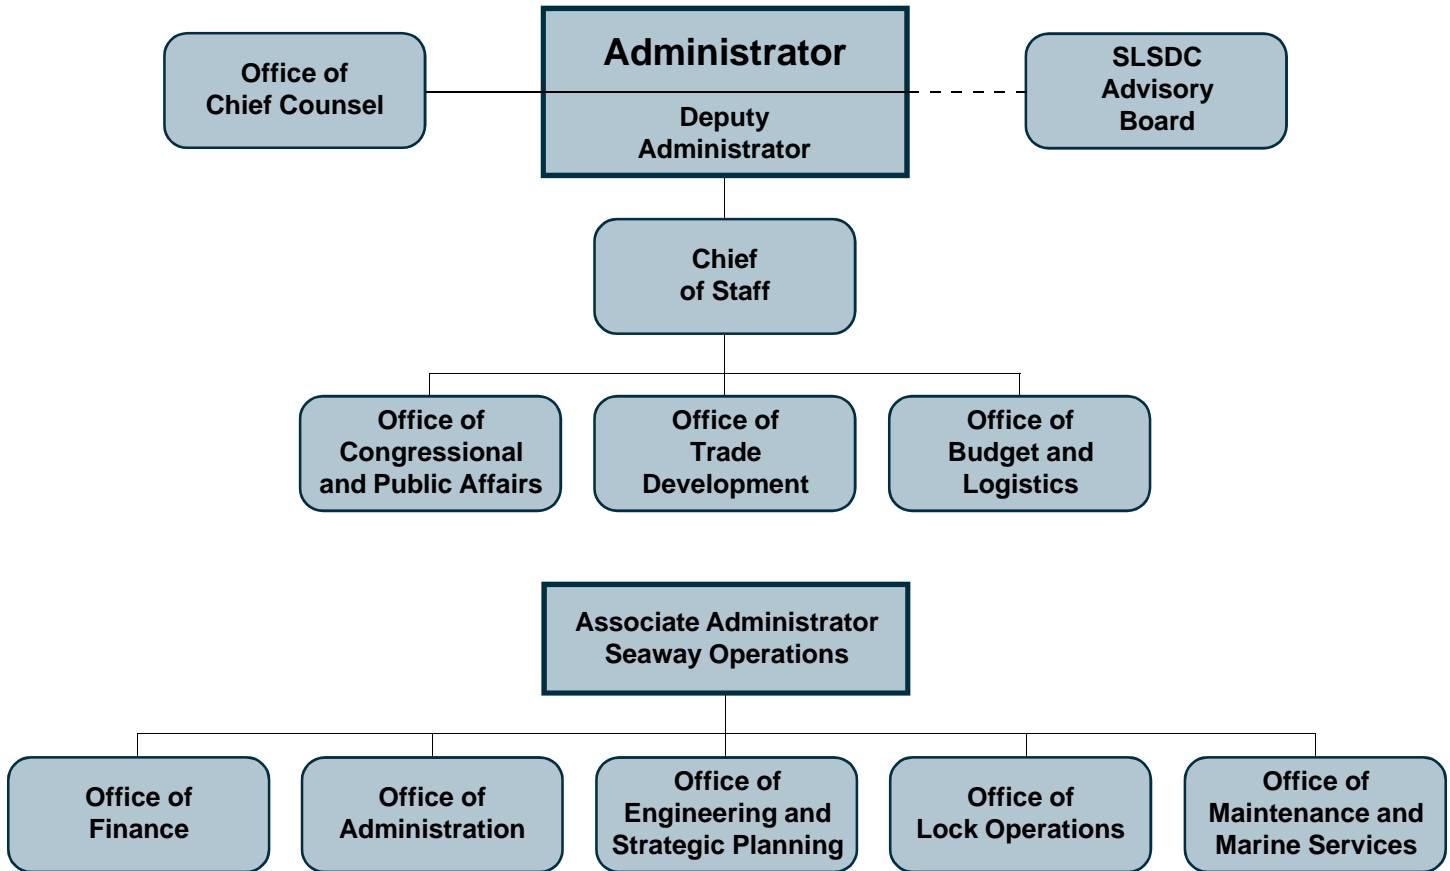 Administrator
Deputy
Administrator
Office of
Chief Counsel
SLSDC
Advisory
Board
Chief
of Staff
Office of
Congressional
and Public Affairs
Office of
Trade
Development
Office of
Budget and
Logistics
Associate Administrator
Seaway Operations
Office of
Finance
Office of
Administration
Office of
Engineering and
Strategic Planning
Office of
Lock Operations
Office of
Maintenance and
Marine Services